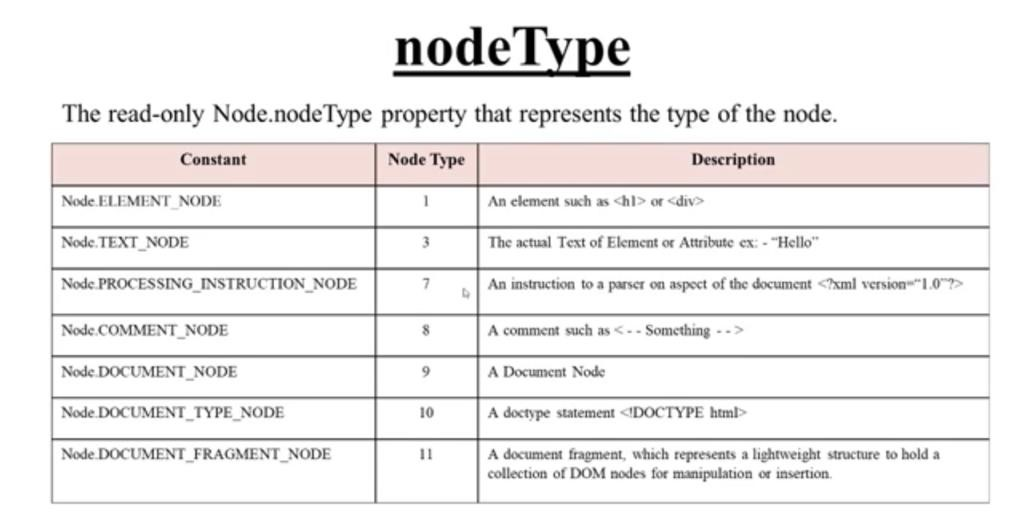 nodeType
The read-only Node.nodeType property that represents the type of the node.
Constant Node Type Description
Node.ELEMENT_NODE 1 An element such as <h1> or <div>
Node.TEXT_NODE 3 The actual Text of Element or Attribute ex: - “Hello”
Node.PROCESSING_INSTRUCTION_NODE 7 An instruction to a parser on aspect of the document <?xml version=“1.0”?>
Node.COMMENT_NODE 8 A comment such as < - - Something - - >
Node.DOCUMENT_NODE 9 A Document Node
Node.DOCUMENT_TYPE_NODE 10 A doctype statement <!DOCTYPE html>
Node.DOCUMENT_FRAGMENT_NODE 11 A document fragment, which represents a lightweight structure to hold a
collection of DOM nodes for manipulation or insertion.